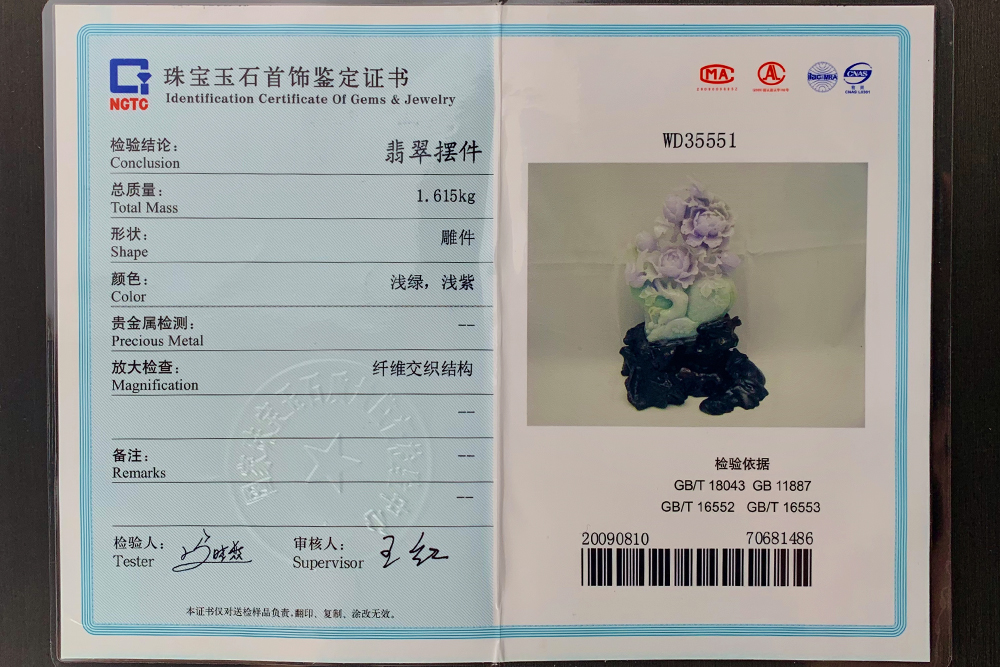 NGTC
珠宝玉石首饰鉴定证书
Identification Certificate Of Gems & Jewelry
检验结论:
Conclusion
翡翠摆件
总质量:
Total Mass
1.615kg
形状:
Shape
雕件
颜色:
Color
浅绿，浅紫
贵金属检测:
Precious Metal
--
放大检查:
Magnification
纤维交织结构
--
备注:
Remarks
--
--
检验人:
Tester
审核人:
Supervisor
王红
本证书仅对送检样品负责,翻印、复制、涂改无效。
MA
AL
ilac-MRA
CNAS
WD35551
检验依据
GB/T 18043 GB 11887
GB/T 16552 GB/T 16553
20090810 70681486